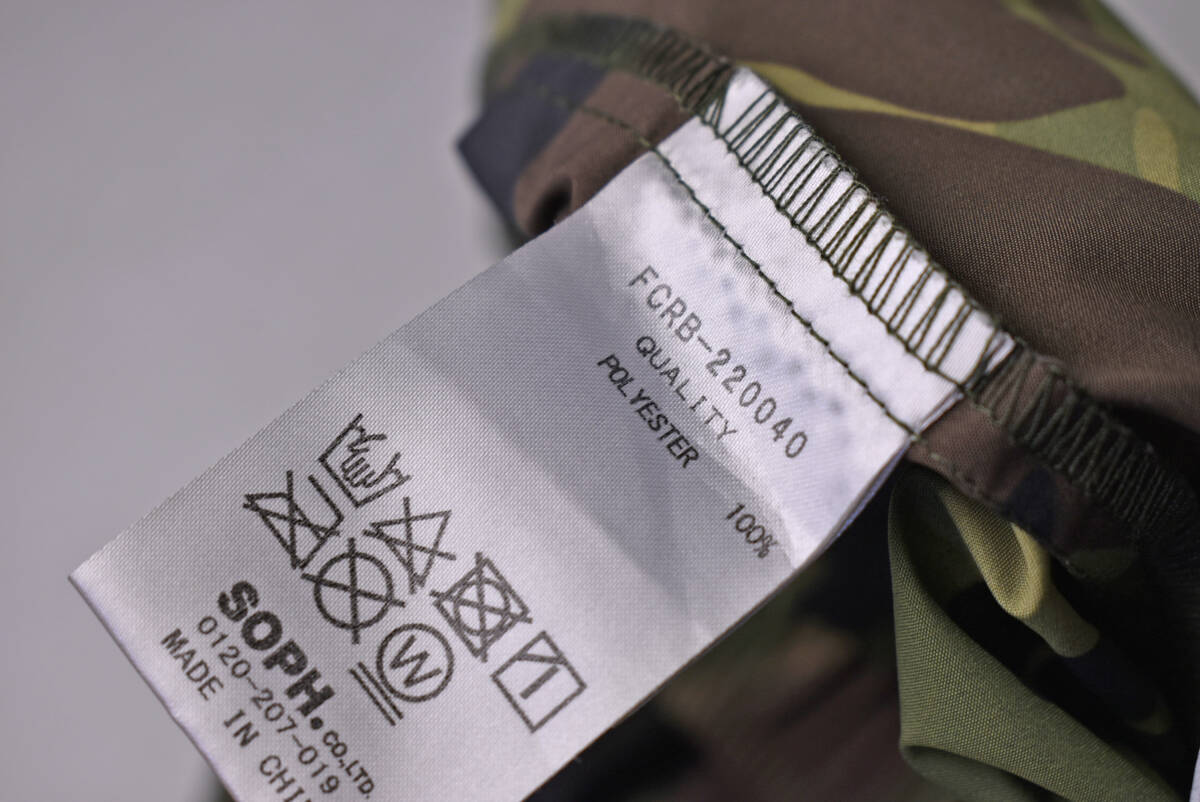 FCRB-220040
QUALITY
POLYESTER 100%
W
SOPH. CO.,LTD.
0120-207-019
MADE IN CHI